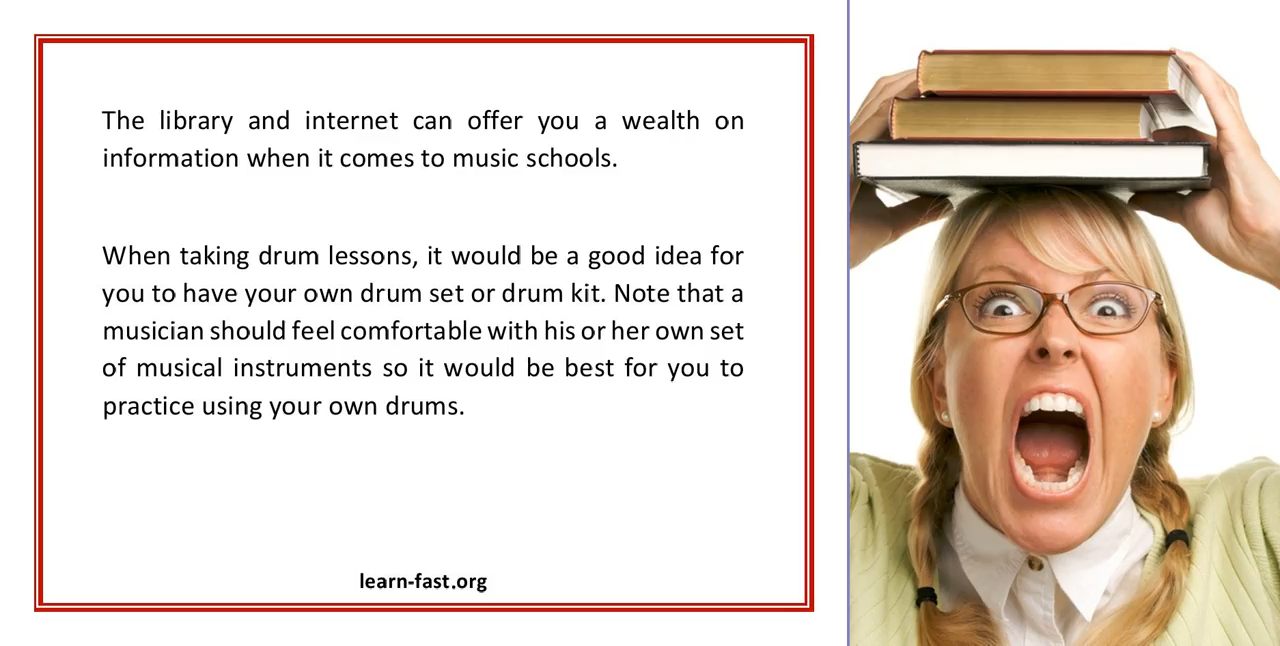 The library and internet can offer you a wealth on
information when it comes to music schools.
When taking drum lessons, it would be a good idea for
you to have your own drum set or drum kit. Note that a
musician should feel comfortable with his or her own set
of musical instruments so it would be best for you to
practice using your own drums.
learn-fast.org